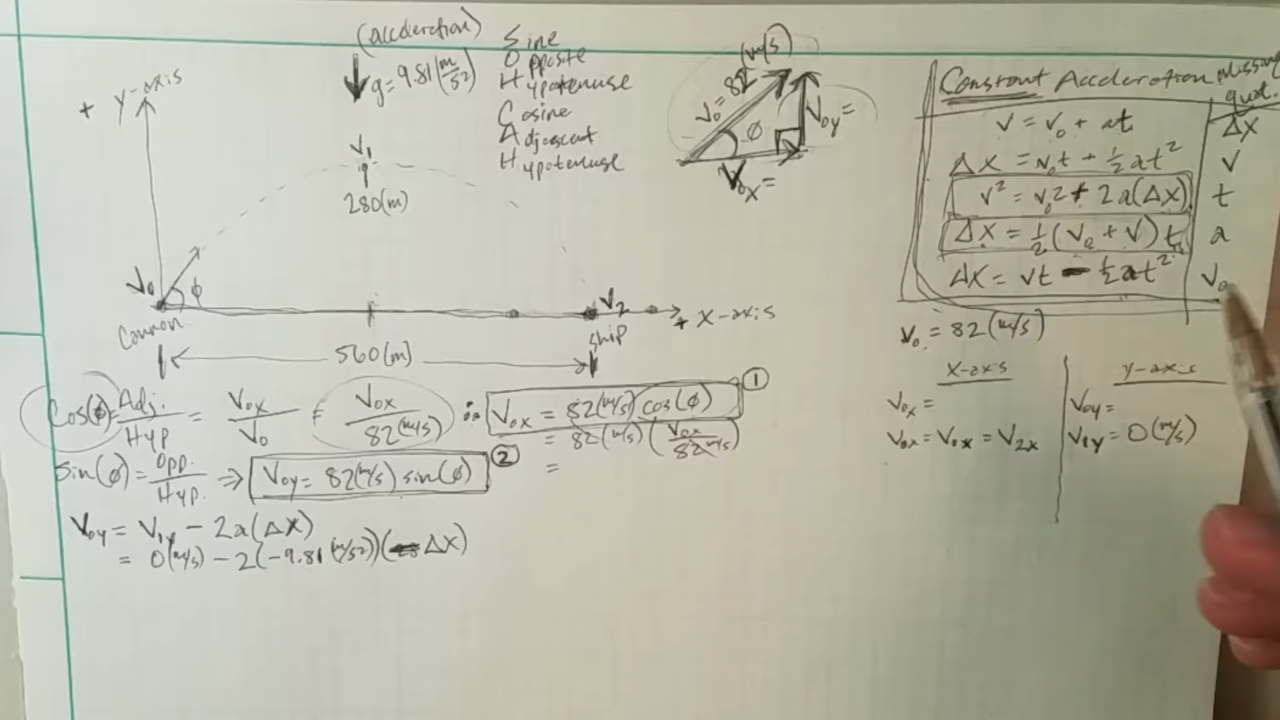 (acceleration)
g = 9.81 (m/s²)
+ y-axis
V₁
280(m)
V₀
ϕ
Cannon
V₂
ship
+ x-axis
560(m)
Sine
Opposite
Hypotenuse
Cosine
Adjascent
Hypotenuse
(m/s)
V₀ = 82
ϕ
V₀y =
V₀x =
Constant Acceleration
missing quat.
V = V₀ + at
ΔX
ΔX = V₀t + ½at²
V
V² = V₀² + 2a(ΔX)
t
ΔX = ½(V₀ + V)t
a
ΔX = Vt - ½at²
V₀
V₀ = 82(m/s)
x-axis
V₀x =
V₀x = V₁x = V₂x
y-axis
V₀y =
V₁y = 0(m/s)
Cos(ϕ) = Adj./Hyp = V₀x/V₀ = V₀x/82(m/s) ∴ V₀x = 82(m/s) cos(ϕ) ①
= 82(m/s)(V₀x/82m/s)
=
Sin(ϕ) = Opp./Hyp. ⇒ V₀y = 82(m/s) sin(ϕ) ②
V₀y = V₁y - 2a(ΔX)
= 0(m/s) - 2(-9.81(m/s²))(ΔX)